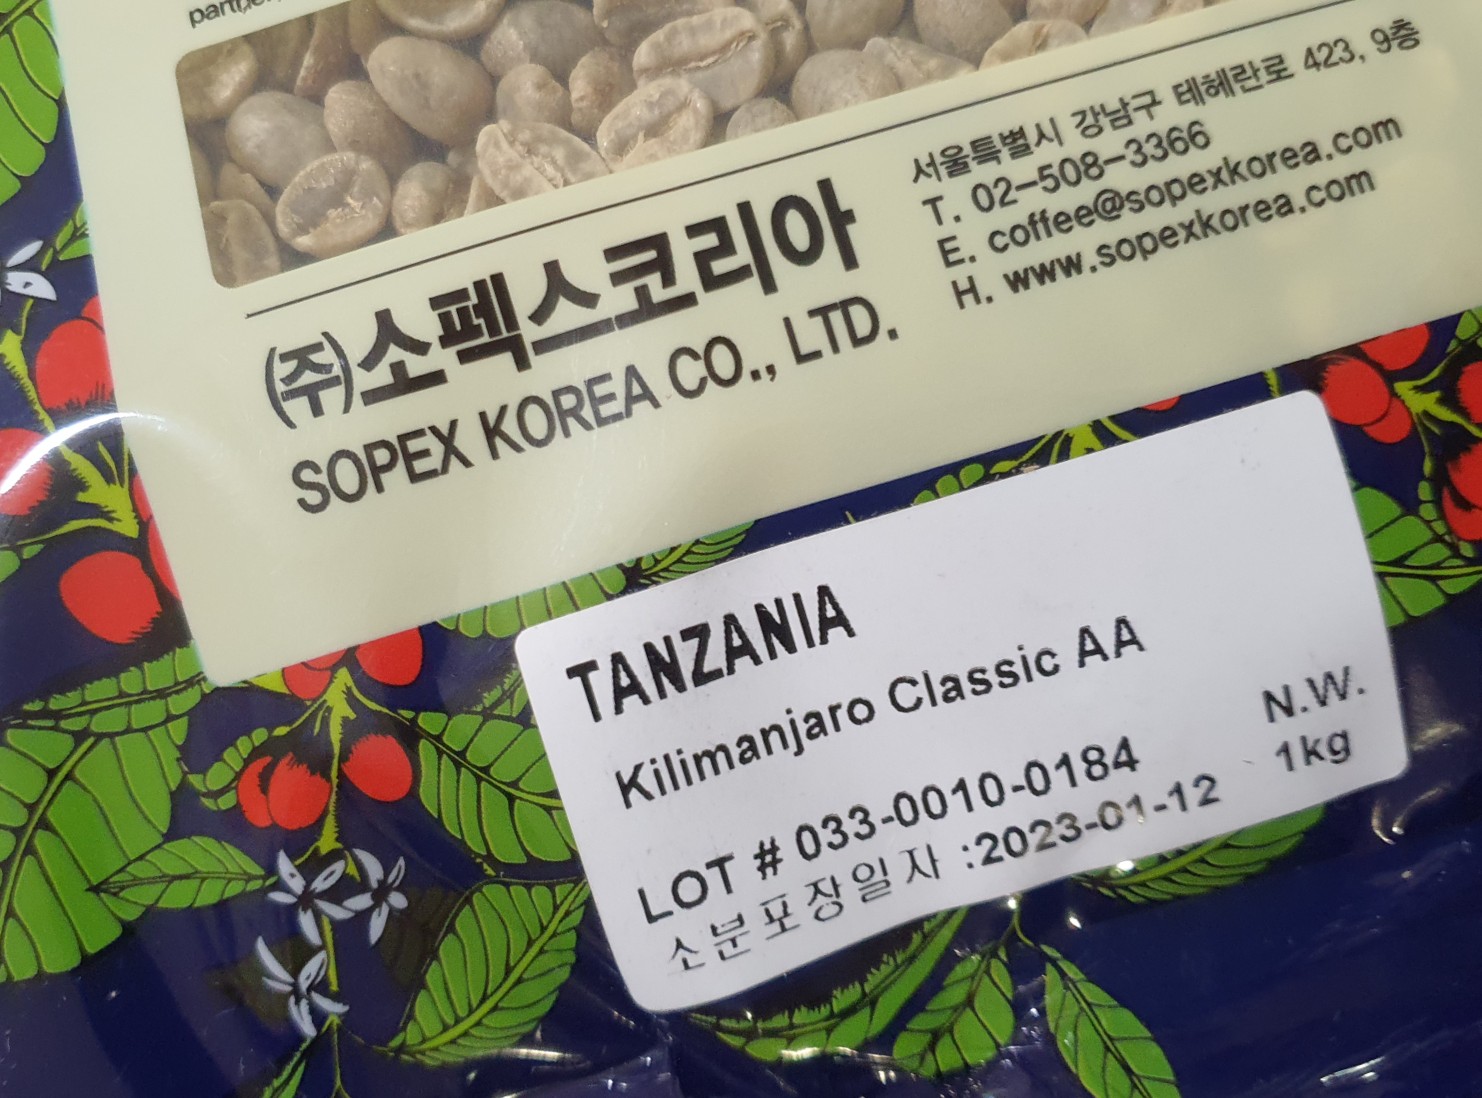 서울특별시 강남구 테헤란로 423, 9층
T. 02-508-3366
E. coffee@sopexkorea.com
H. www.sopexkorea.com
(주)소펙스코리아
SOPEX KOREA CO., LTD.
TANZANIA
Kilimanjaro Classic AA
LOT # 033-0010-0184
소분포장일자 :2023-01-12
N.W.
1kg